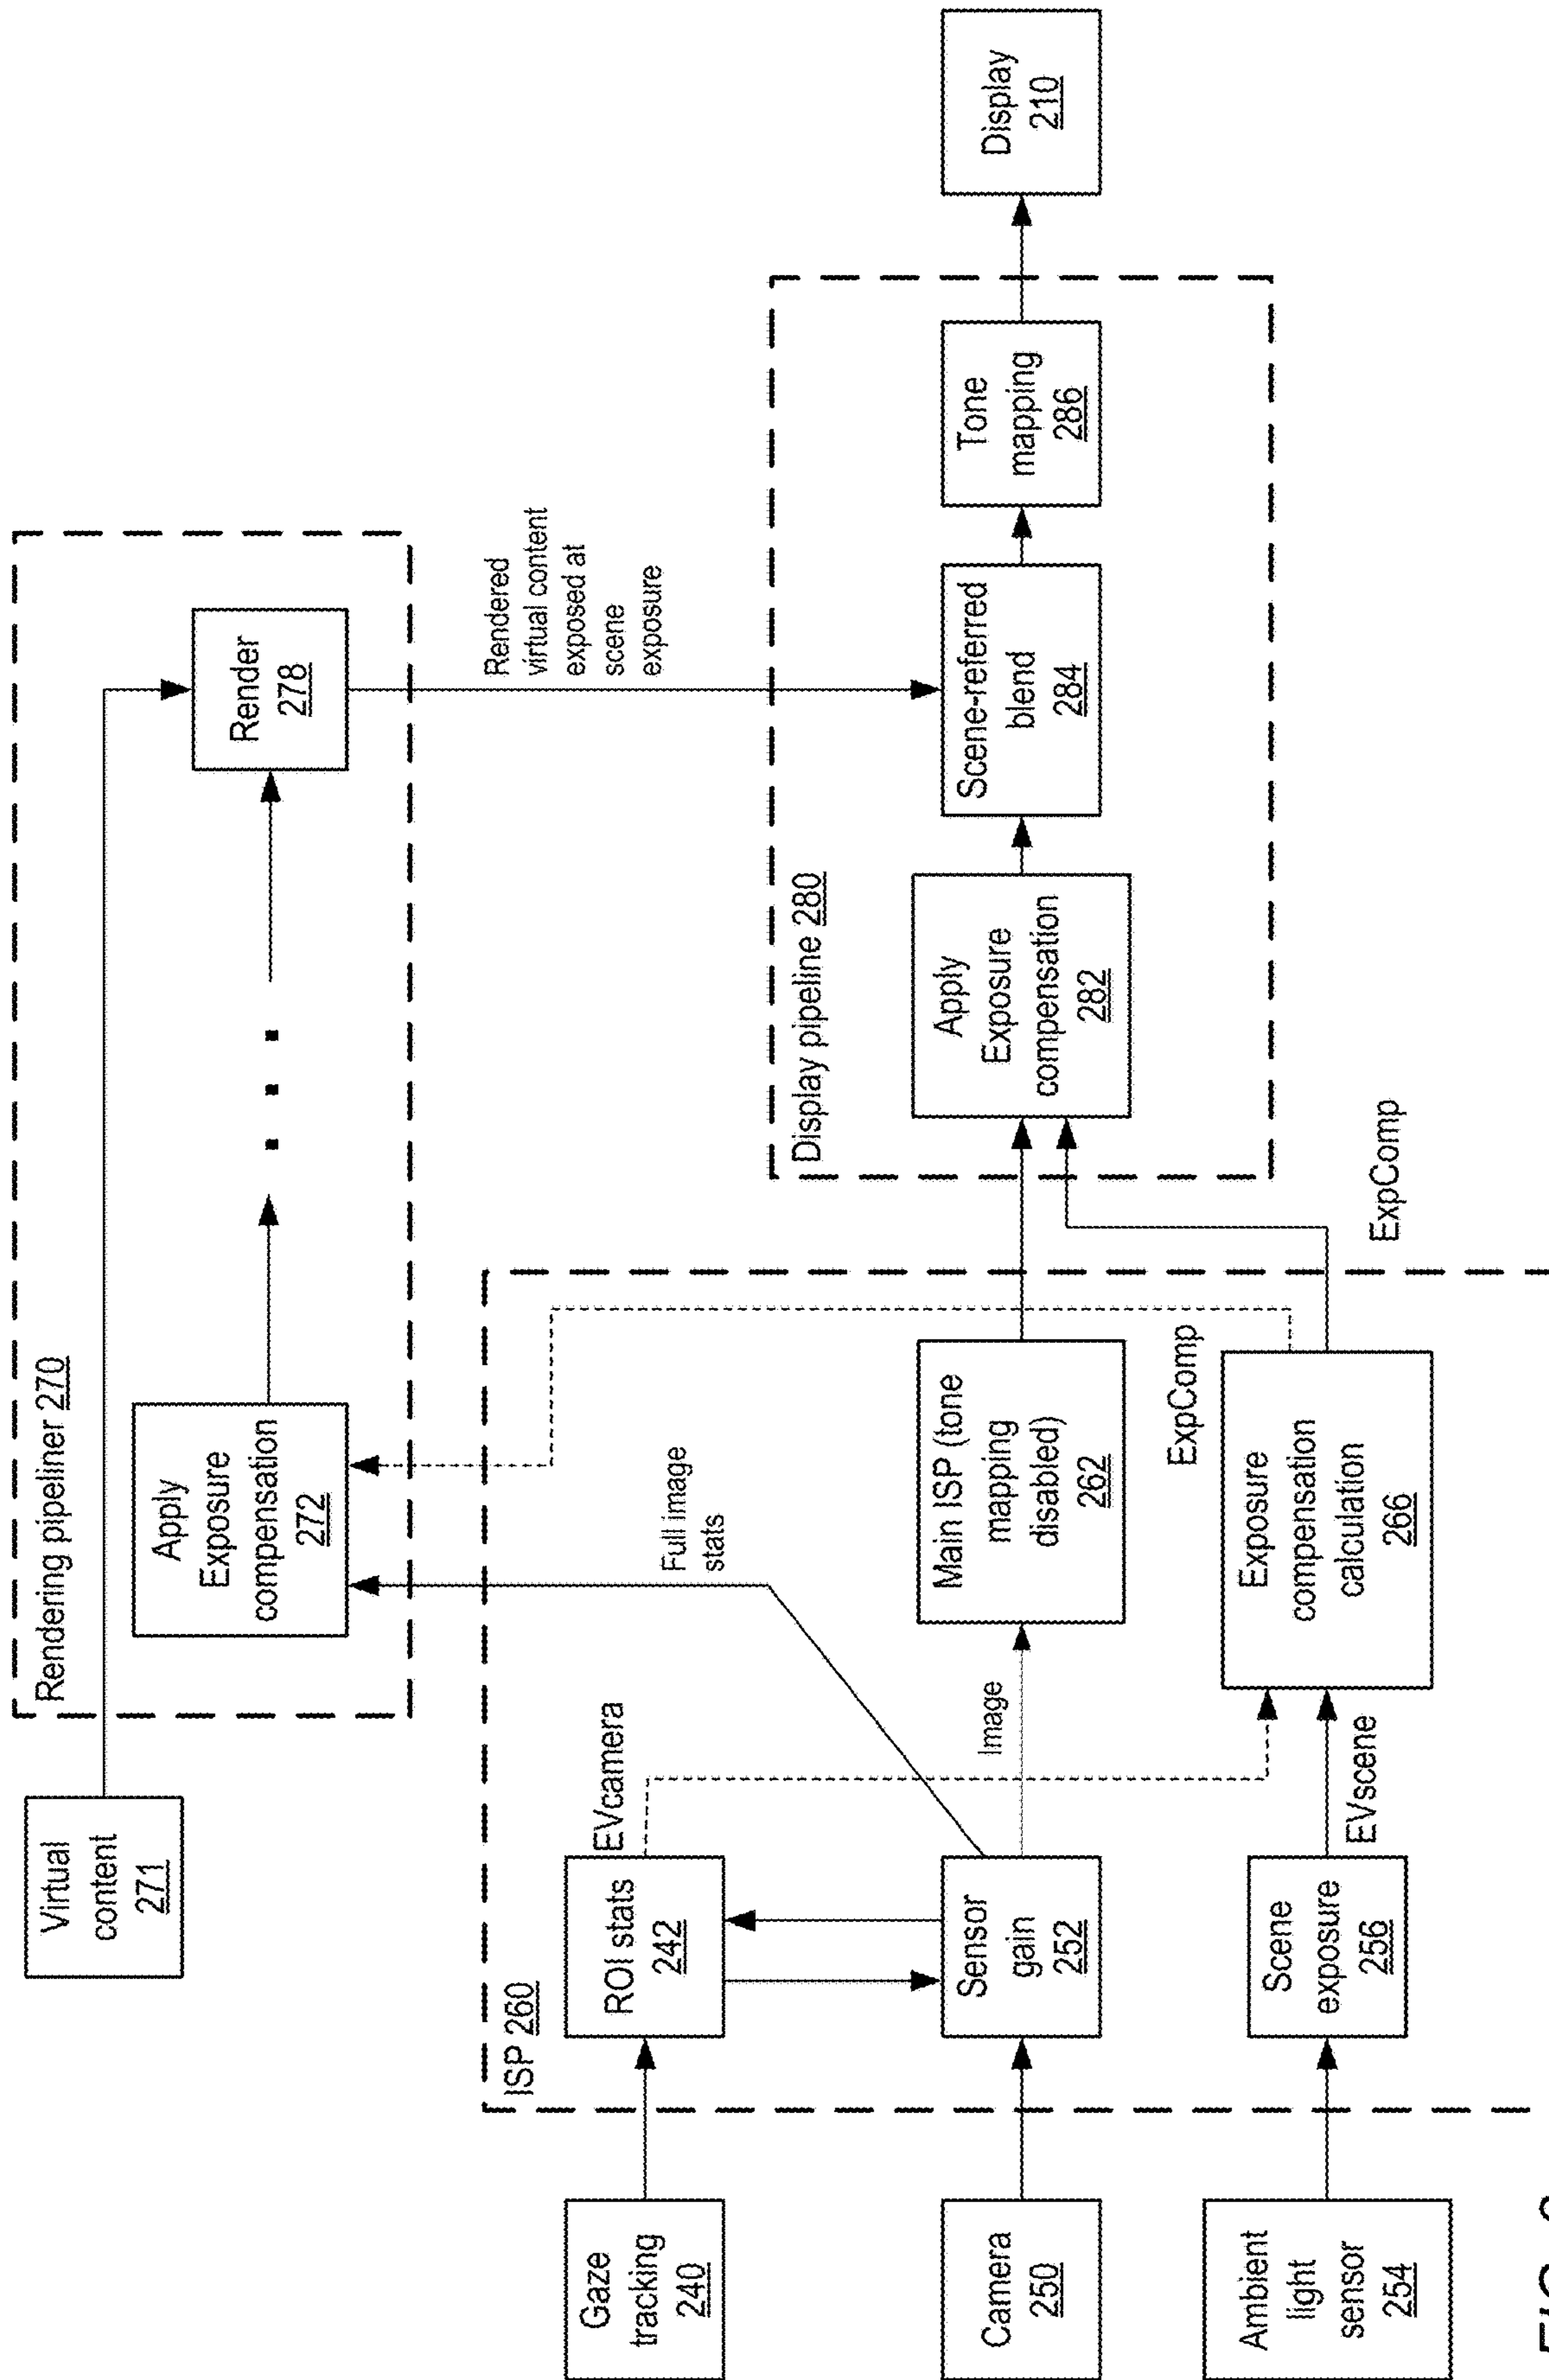 Virtual
content
271
Rendering pipeliner 270
Apply
Exposure
compensation
272
Render
278
Rendered
virtual content
exposed at
scene
exposure
Full image
stats
Gaze
tracking
240
ISP 260
ROI stats
242
EVcamera
Camera
250
Sensor
gain
252
Image
Main ISP (tone
mapping
disabled)
262
Ambient
light
sensor
254
Scene
exposure
256
EVscene
Exposure
compensation
calculation
266
ExpComp
ExpComp
Display pipeline 280
Apply
Exposure
compensation
282
Scene-referred
blend
284
Tone
mapping
286
Display
210
FIG.